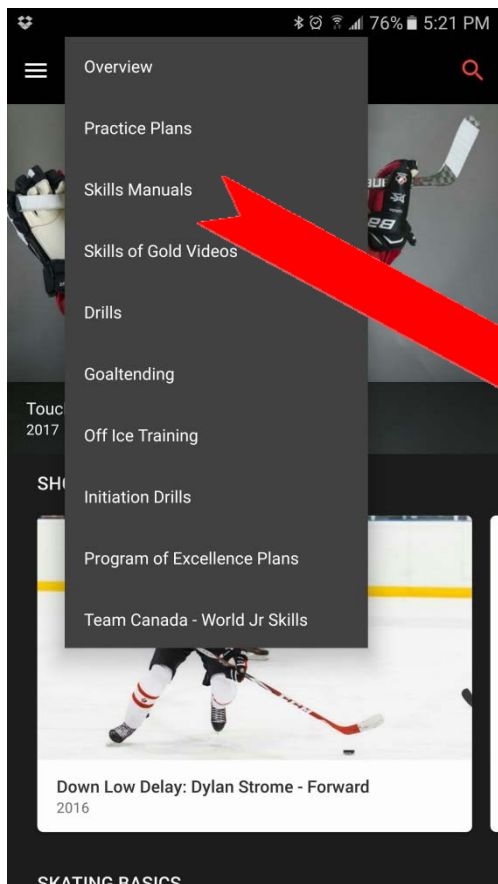 76% 5:21 PM
Overview
Practice Plans
Skills Manuals
Skills of Gold Videos
Drills
Goaltending
Off Ice Training
Initiation Drills
Program of Excellence Plans
Team Canada - World Jr Skills
Touc
2017
SHO
Down Low Delay: Dylan Strome - Forward
2016
SKATING BASICS